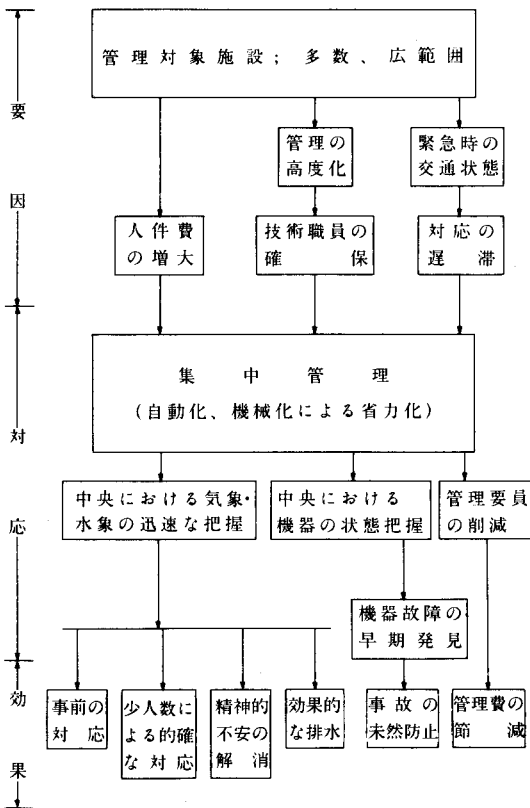 要因
対応
効果
管理対象施設；多数、広範囲
管理の
高度化
緊急時の
交通状態
人件費
の増大
技術職員の
確保
対応の
遅滞
集中管理
(自動化、機械化による省力化)
中央における気象・
水象の迅速な把握
中央における
機器の状態把握
管理要員
の削減
機器故障の
早期発見
事前の
対応
少人数に
よる的確
な対応
精神的
不安の
解消
効果的
な排水
事故の
未然防止
管理費の
節減